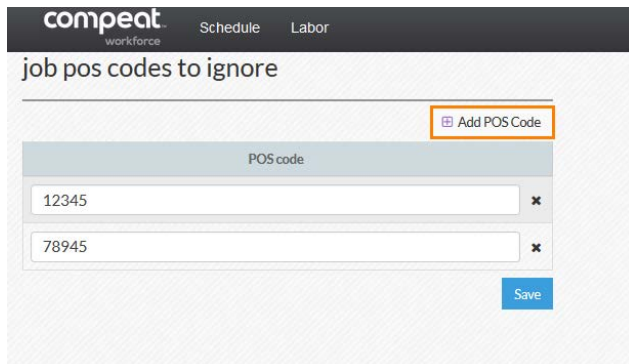 compeat
workforce
Schedule Labor
job pos codes to ignore
Add POS Code
POS code
12345
78945
Save